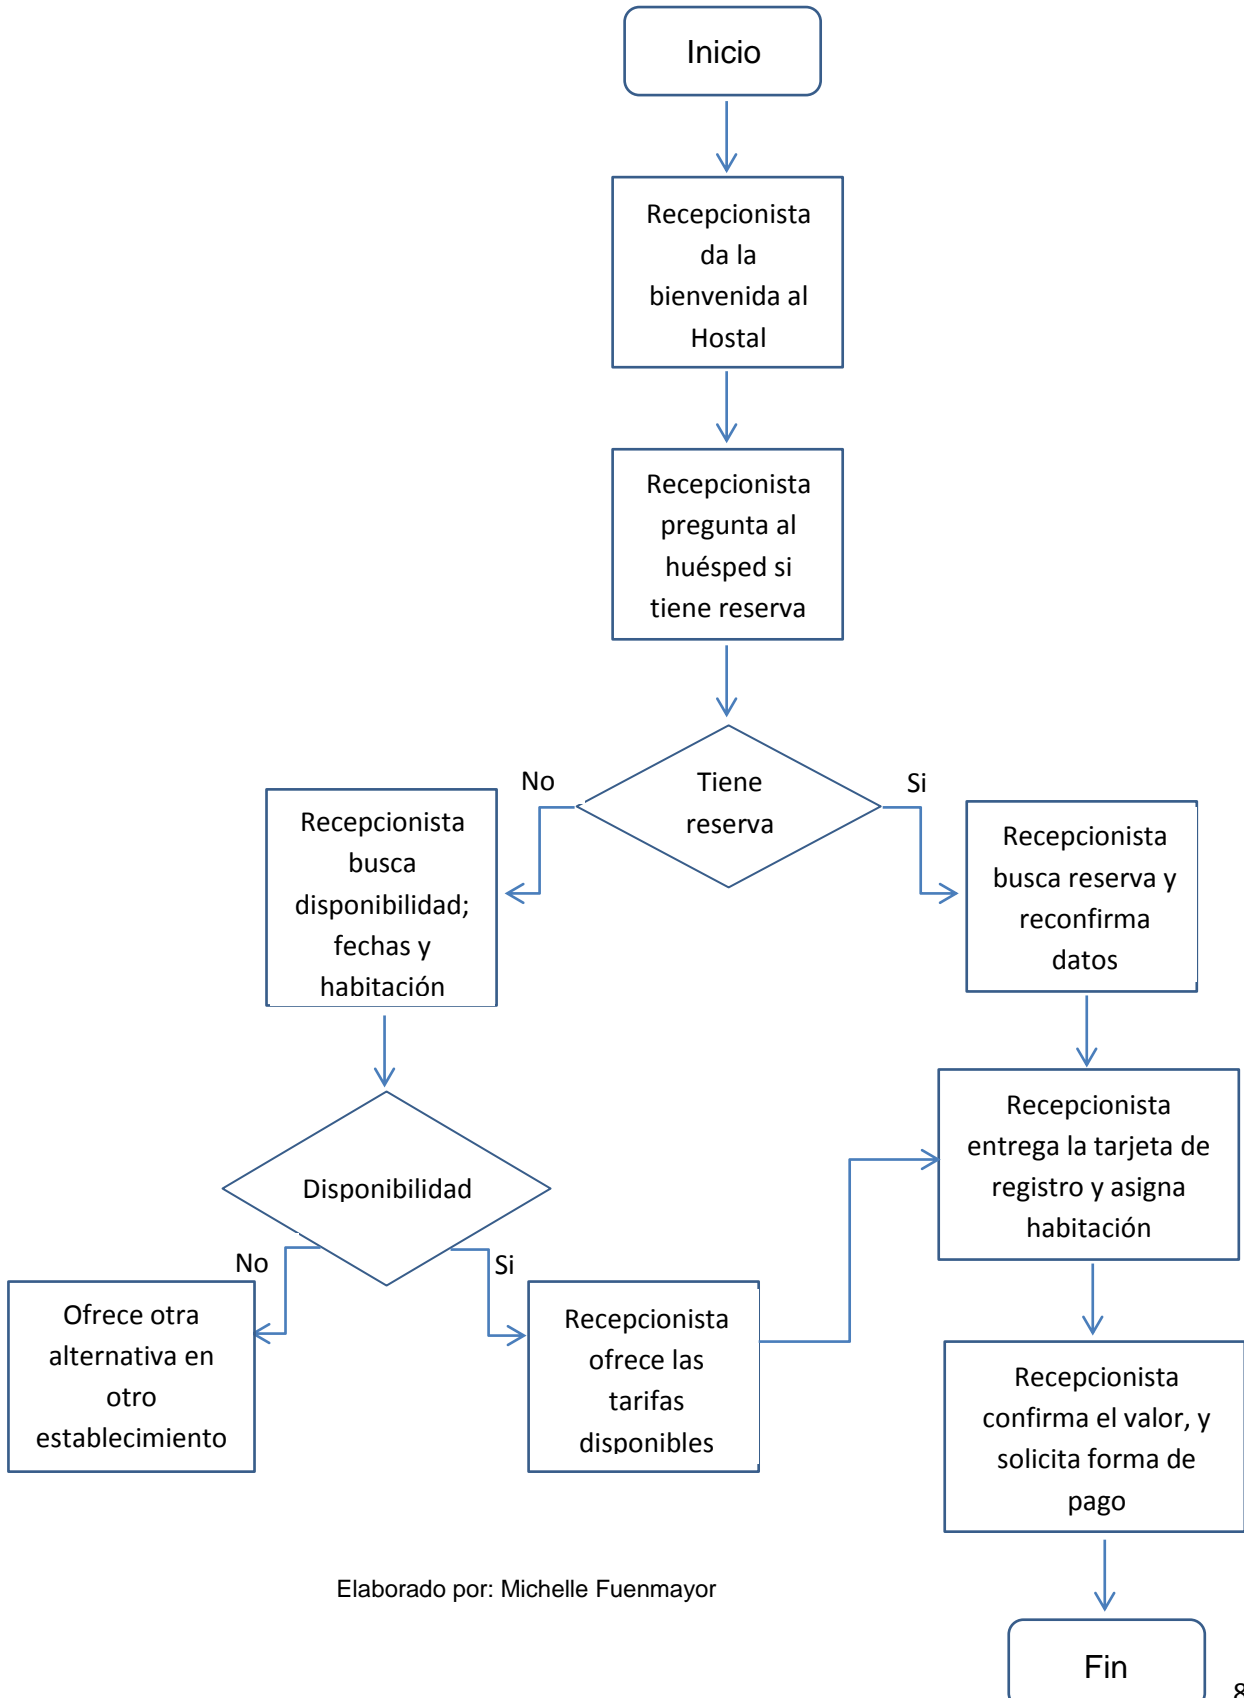 Inicio
Recepcionista
da la
bienvenida al
Hostal
Recepcionista
pregunta al
huésped si
tiene reserva
Tiene
reserva
No
Si
Recepcionista
busca
disponibilidad;
fechas y
habitación
Recepcionista
busca reserva y
reconfirma
datos
Disponibilidad
No
Si
Recepcionista
entrega la tarjeta de
registro y asigna
habitación
Ofrece otra
alternativa en
otro
establecimiento
Recepcionista
ofrece las
tarifas
disponibles
Recepcionista
confirma el valor, y
solicita forma de
pago
Elaborado por: Michelle Fuenmayor
Fin